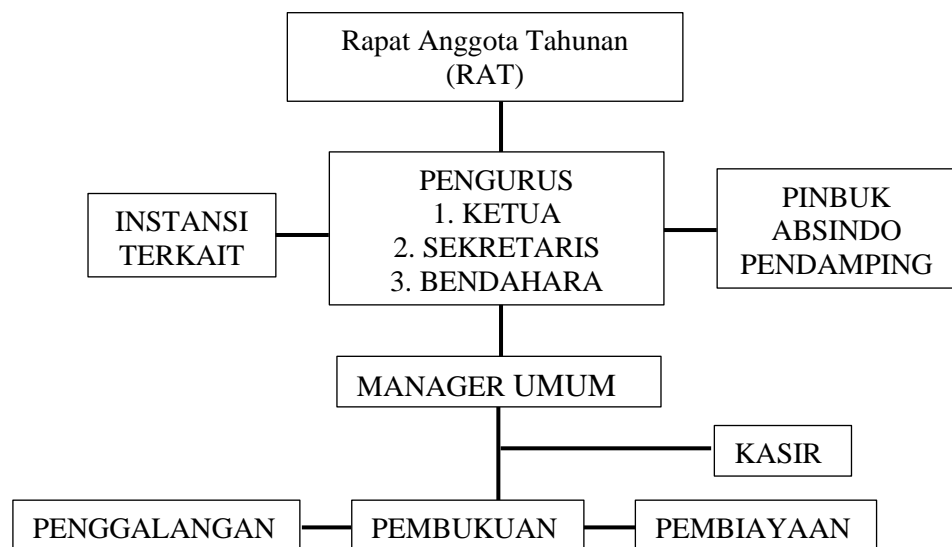 Rapat Anggota Tahunan
(RAT)
PENGURUS
1. KETUA
2. SEKRETARIS
3. BENDAHARA
INSTANSI
TERKAIT
PINBUK
ABSINDO
PENDAMPING
MANAGER UMUM
KASIR
PENGGALANGAN
PEMBUKUAN
PEMBIAYAAN